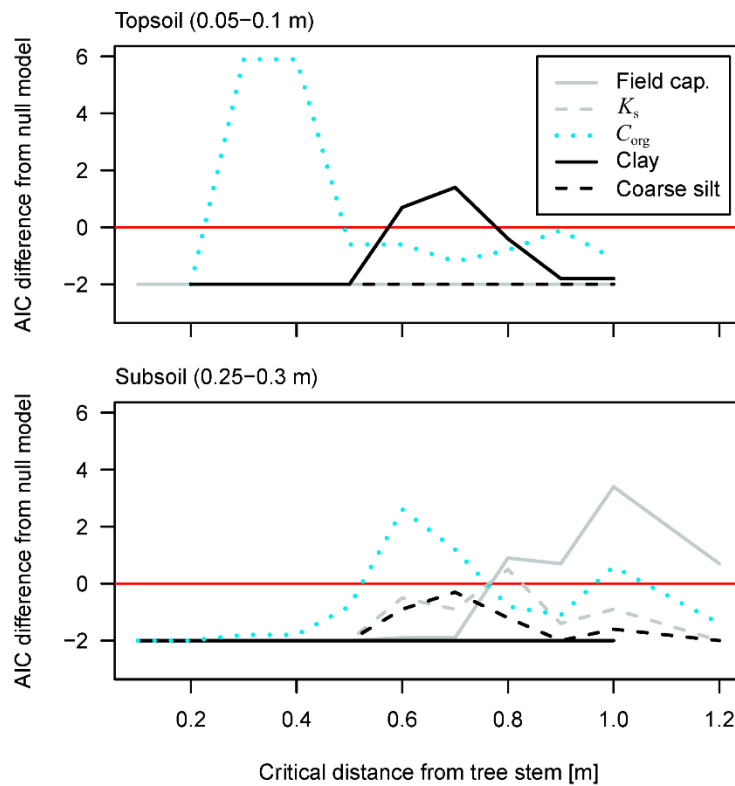 Topsoil (0.05−0.1 m)
AIC difference from null model
6
4
2
0
−2
Field cap.
Ks
Corg
Clay
Coarse silt
Subsoil (0.25−0.3 m)
AIC difference from null model
6
4
2
0
−2
0.2 0.4 0.6 0.8 1.0 1.2
Critical distance from tree stem [m]